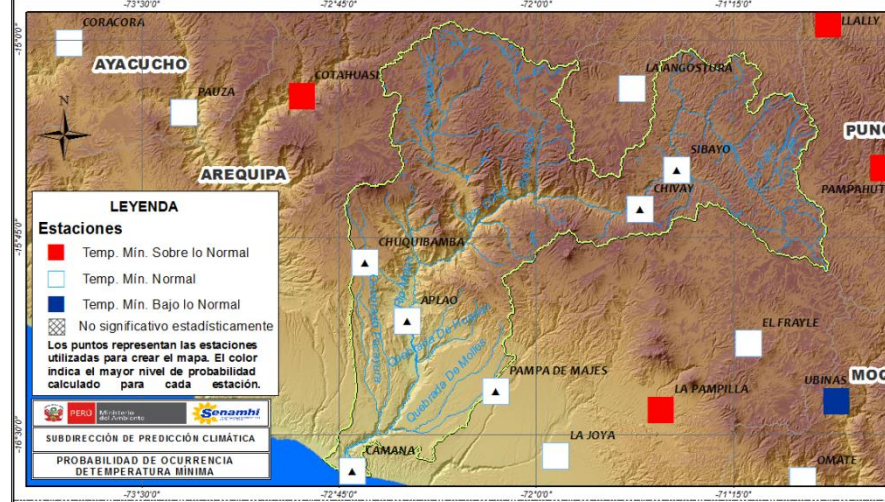 -73°30'0"
-72°45'0"
-72°0'0"
-71°15'0"
-15°0'0"
CORACORA
LLALLY
AYACUCHO
COTAHUASI
LA ANGOSTURA
PAUZA
N
PUNO
SIBAYO
AREQUIPA
CHIVAY
PAMPAHUT
LEYENDA
Estaciones
Temp. Mín. Sobre lo Normal
Temp. Mín. Normal
Temp. Mín. Bajo lo Normal
No significativo estadísticamente
Los puntos representan las estaciones
utilizadas para crear el mapa. El color
indica el mayor nivel de probabilidad
calculado para cada estación.
PERÚ Ministerio del Ambiente Senamhi
SUBDIRECCIÓN DE PREDICCIÓN CLIMÁTICA
PROBABILIDAD DE OCURRENCIA
DETEMPERATURA MÍNIMA
-15°45'0"
CHUQUIBAMBA
APLAO
Quebrada De Molles
EL FRAYLE
PAMPA DE MAJES
LA PAMPILLA
UBINAS
MOQ
-16°30'0"
CAMANA
LA JOYA
OMATE
-73°30'0"
-72°45'0"
-72°0'0"
-71°15'0"